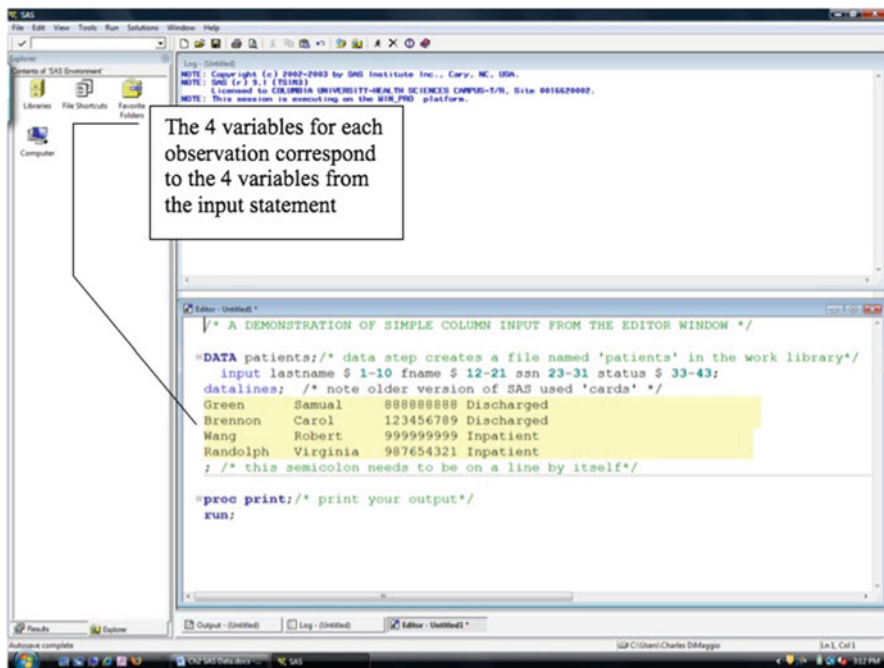 SAS
File Edit View Tools Run Solutions Window Help
Explorer
Contents of 'SAS Environment'
Libraries File Shortcuts Favorite Folders
Computer
Log - (Untitled)
NOTE: Copyright (c) 2002-2003 by SAS Institute Inc., Cary, NC, USA.
NOTE: SAS (r) 9.1 (TS1M3)
Licensed to COLUMBIA UNIVERSITY-HEALTH SCIENCES CAMPUS-T/R, Site 0016620002.
NOTE: This session is executing on the WIN_PRO platform.
The 4 variables for each
observation correspond
to the 4 variables from
the input statement
Editor - Untitled1 *
/* A DEMONSTRATION OF SIMPLE COLUMN INPUT FROM THE EDITOR WINDOW */
DATA patients;/* data step creates a file named 'patients' in the work library*/
input lastname $ 1-10 fname $ 12-21 ssn 23-31 status $ 33-43;
datalines; /* note older version of SAS used 'cards' */
Green Samual 888888888 Discharged
Brennon Carol 123456789 Discharged
Wang Robert 999999999 Inpatient
Randolph Virginia 987654321 Inpatient
; /* this semicolon needs to be on a line by itself*/
proc print;/* print your output*/
run;
Results Explorer
Output - (Untitled) Log - (Untitled) Editor - Untitled1 *
Autosave complete C:\Users\Charles DiMaggio Ln 1, Col 1
Ch2 SAS Data.docx - SAS 3:12 PM